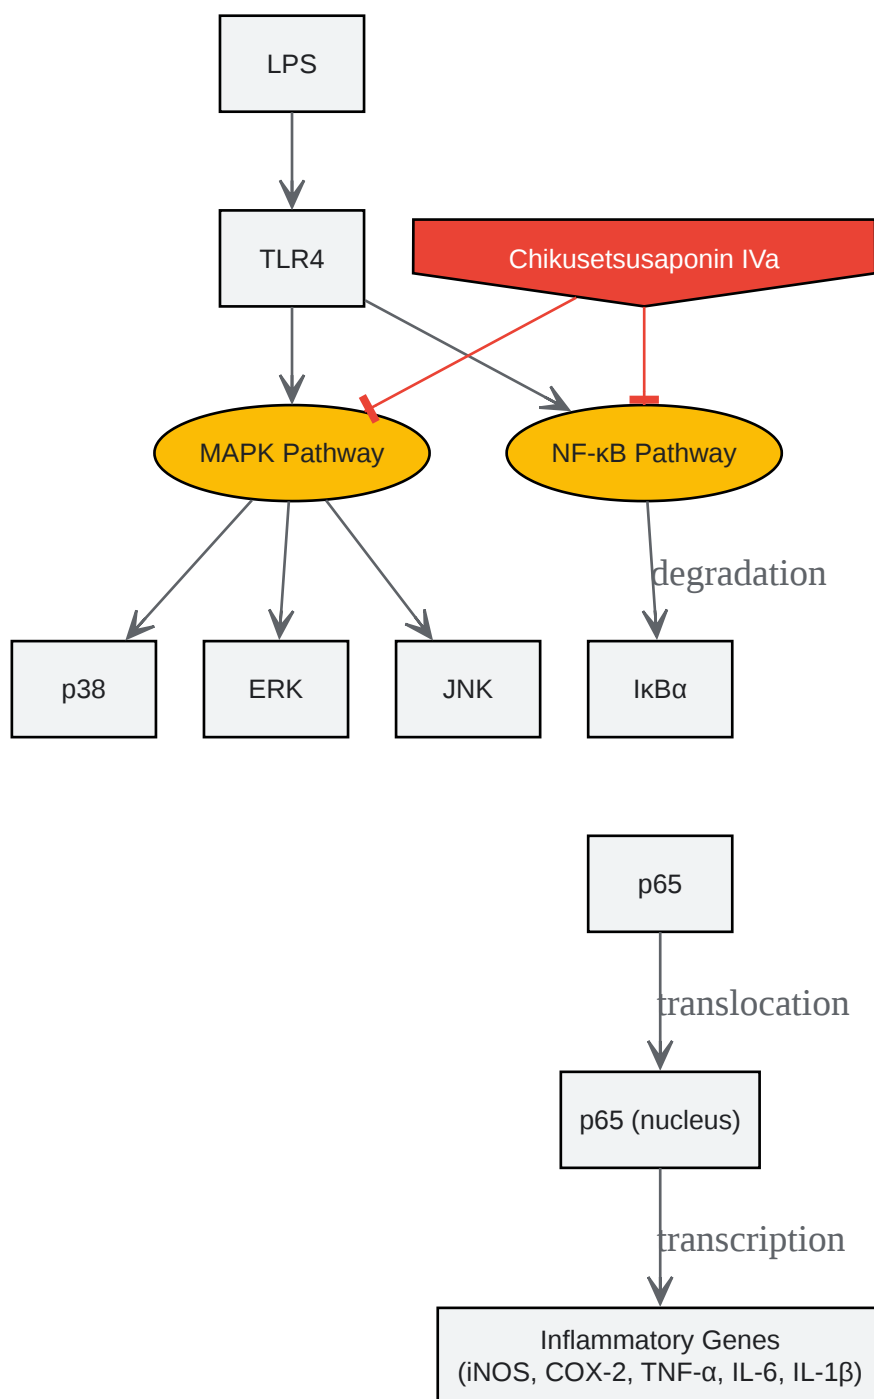 LPS
TLR4
Chikusetsusaponin IVa
MAPK Pathway
NF-κB Pathway
degradation
p38
ERK
JNK
IκBα
p65
translocation
p65 (nucleus)
transcription
Inflammatory Genes
(iNOS, COX-2, TNF-α, IL-6, IL-1β)